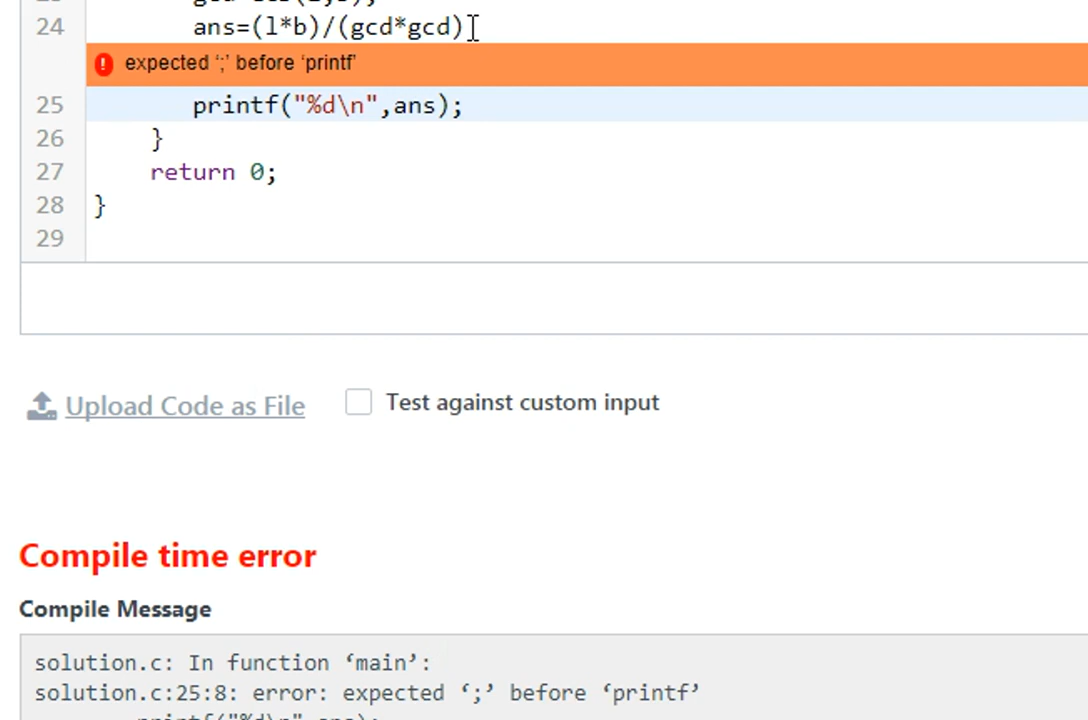 24 ans=(l*b)/(gcd*gcd)
expected ‘;’ before ‘printf’
25 printf("%d\n",ans);
26 }
27 return 0;
28 }
29
Upload Code as File
Test against custom input
Compile time error
Compile Message
solution.c: In function ‘main’:
solution.c:25:8: error: expected ‘;’ before ‘printf’
printf("%d\n",ans);